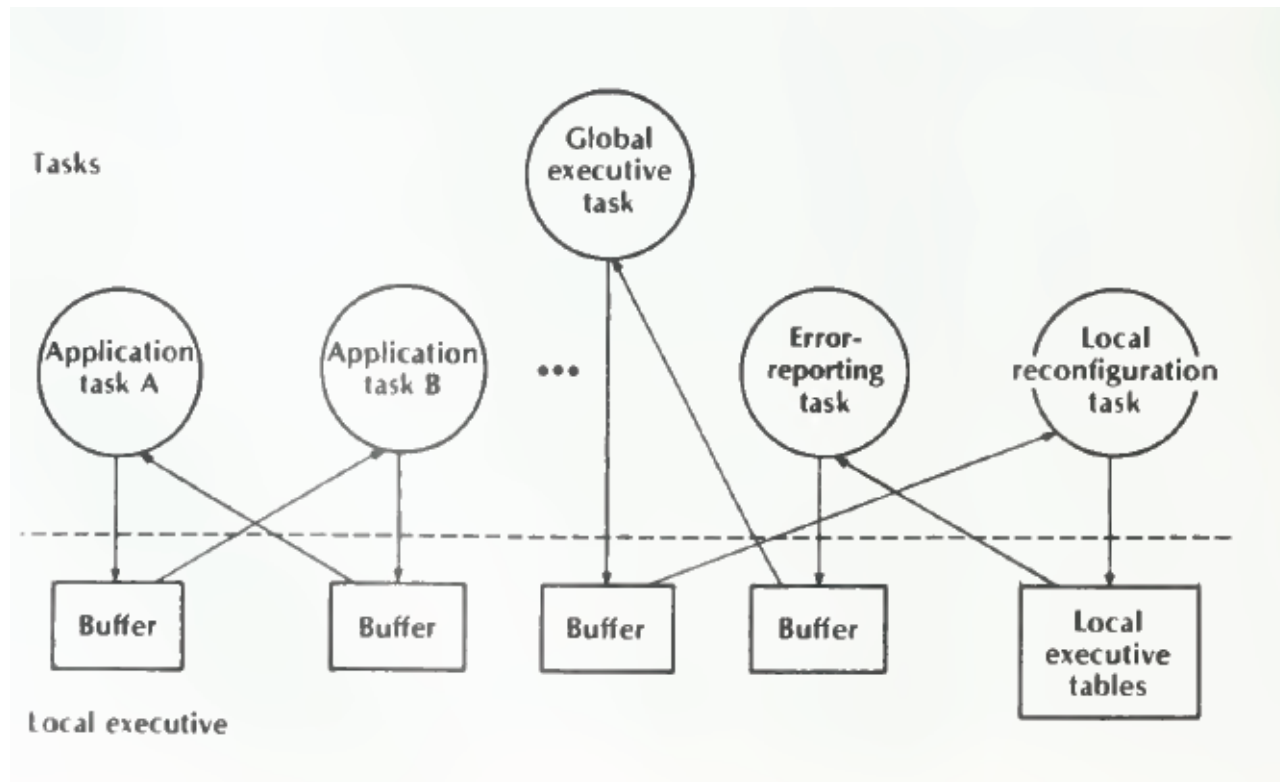 Global
executive
task
Tasks
Application
task A
Application
task B
•••
Error-
reporting
task
Local
reconfiguration
task
Buffer
Buffer
Buffer
Buffer
Local
executive
tables
Local executive